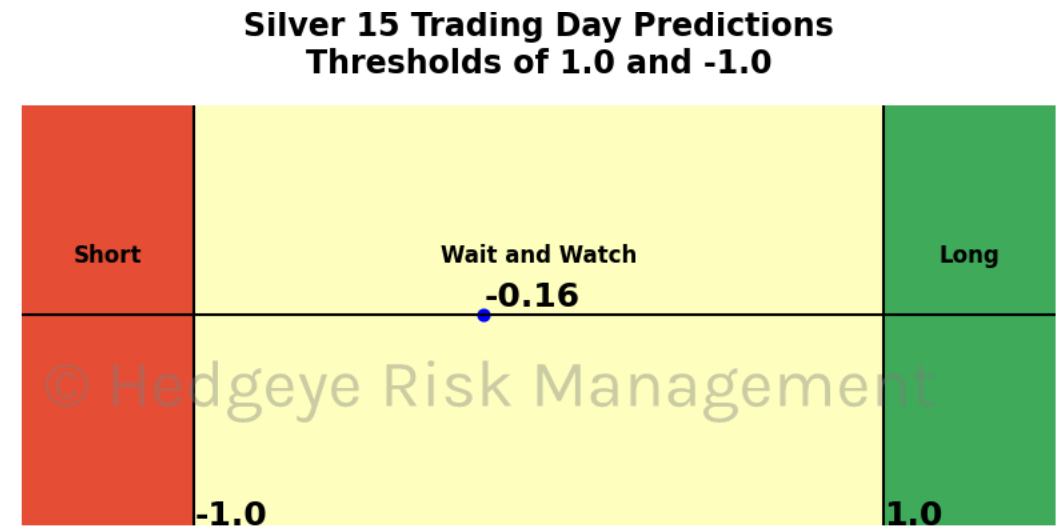 Silver 15 Trading Day Predictions
Thresholds of 1.0 and -1.0
Short
Wait and Watch
Long
-0.16
© Hedgeye Risk Management
-1.0
1.0